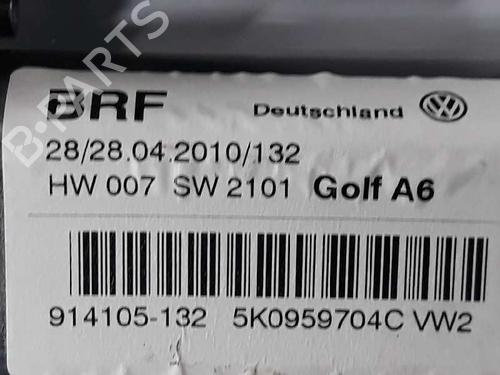 BRF Deutschland
28/28.04.2010/132
HW 007 SW 2101 Golf A6
914105-132 5K0959704C VW2
B-PARTS